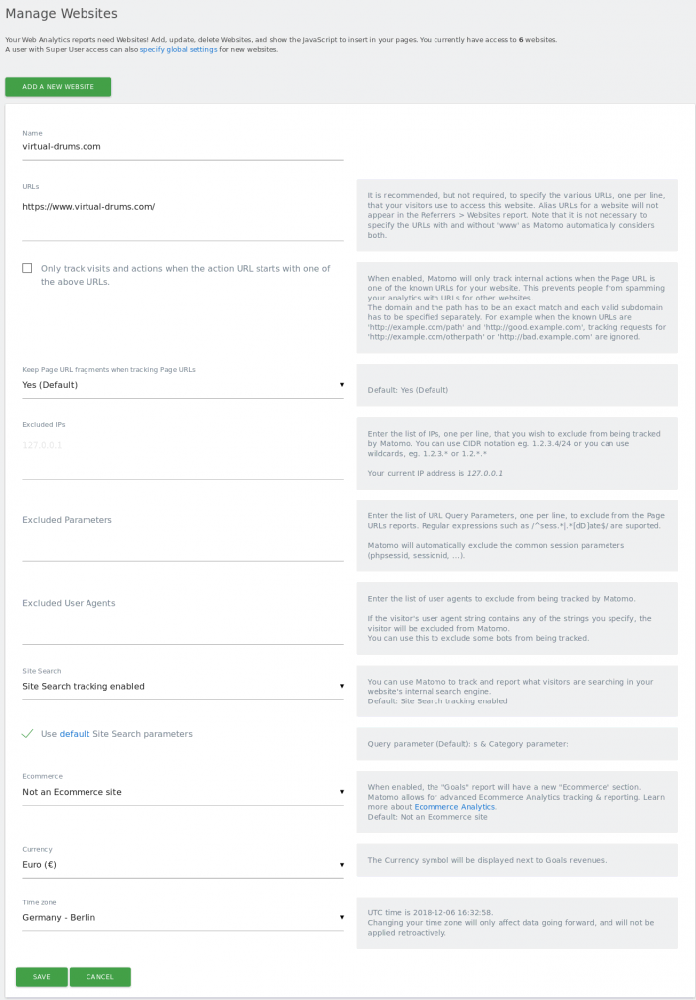 Manage Websites
Your Web Analytics reports need Websites! Add, update, delete Websites, and show the JavaScript to insert in your pages. You currently have access to 6 websites.
A user with Super User access can also specify global settings for new websites.
ADD A NEW WEBSITE
Name
virtual-drums.com
URLs
https://www.virtual-drums.com/
It is recommended, but not required, to specify the various URLs, one per line,
that your visitors use to access this website. Alias URLs for a website will not
appear in the Referrers > Websites report. Note that it is not necessary to
specify the URLs with and without 'www' as Matomo automatically considers
both.
Only track visits and actions when the action URL starts with one of
the above URLs.
When enabled, Matomo will only track internal actions when the Page URL is
one of the known URLs for your website. This prevents people from spamming
your analytics with URLs for other websites.
The domain and the path has to be an exact match and each valid subdomain
has to be specified separately. For example when the known URLs are
'http://example.com/path' and 'http://good.example.com', tracking requests for
'http://example.com/otherpath' or 'http://bad.example.com' are ignored.
Keep Page URL fragments when tracking Page URLs
Yes (Default)
Default: Yes (Default)
Excluded IPs
127.0.0.1
Enter the list of IPs, one per line, that you wish to exclude from being tracked
by Matomo. You can use CIDR notation eg. 1.2.3.4/24 or you can use
wildcards, eg. 1.2.3.* or 1.2.*.*
Your current IP address is 127.0.0.1
Excluded Parameters
Enter the list of URL Query Parameters, one per line, to exclude from the Page
URLs reports. Regular expressions such as /^sess.*|.*[dD]ate$/ are suported.
Matomo will automatically exclude the common session parameters
(phpsessid, sessionid, ...).
Excluded User Agents
Enter the list of user agents to exclude from being tracked by Matomo.
If the visitor's user agent string contains any of the strings you specify, the
visitor will be excluded from Matomo.
You can use this to exclude some bots from being tracked.
Site Search
Site Search tracking enabled
You can use Matomo to track and report what visitors are searching in your
website's internal search engine.
Default: Site Search tracking enabled
Use default Site Search parameters
Query parameter (Default): s & Category parameter:
Ecommerce
Not an Ecommerce site
When enabled, the "Goals" report will have a new "Ecommerce" section.
Matomo allows for advanced Ecommerce Analytics tracking & reporting. Learn
more about Ecommerce Analytics.
Default: Not an Ecommerce site
Currency
Euro (€)
The Currency symbol will be displayed next to Goals revenues.
Time zone
Germany - Berlin
UTC time is 2018-12-06 16:32:58.
Changing your time zone will only affect data going forward, and will not be
applied retroactively.
SAVE
CANCEL